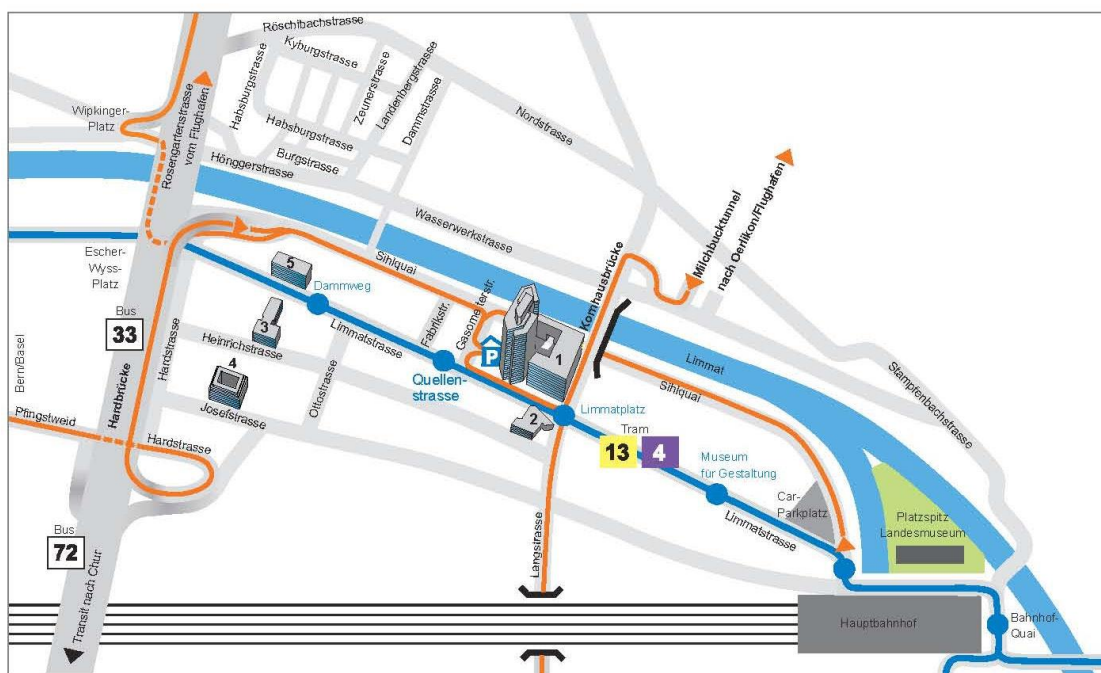 Röschibachstrasse
Kyburgstrasse
Habsburgstrasse
Zeunerstrasse
Landenbergstrasse
Dammstrasse
Nordstrasse
Wipkinger-
Platz
Rosengartenstrasse
vom Flughafen
Habsburgstrasse
Burgstrasse
Hönggerstrasse
Wasserwerkstrasse
Milchbucktunnel
nach Oerlikon/Flughafen
Kornhausbrücke
Escher-
Wyss-
Platz
5
Dammweg
Sihlquai
Fabrikstr.
Gasometerstr.
Bus
33
3
Limmatstrasse
P
1
Limmat
Stampfenbachstrasse
Bern/Basel
Hardbrücke
Hardstrasse
Heinrichstrasse
4
Ottostrasse
Josefstrasse
Quellen-
strasse
2
Limmatplatz
Sihlquai
Tram
13
4
Pfingstweid
Hardstrasse
Museum
für Gestaltung
Car-
Parkplatz
Limmatstrasse
Platzspitz
Landesmuseum
Bus
72
Transit nach Chur
Langstrasse
Hauptbahnhof
Bahnhof-
Quai